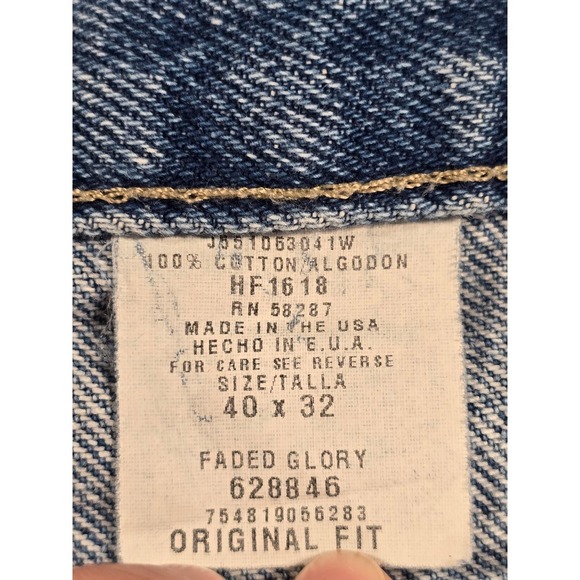 J051063041W
100% COTTON/ALGODON
HF1618
RN 58287
MADE IN THE USA
HECHO IN E.U.A.
FOR CARE SEE REVERSE
SIZE/TALLA
40 x 32
FADED GLORY
628846
754819056283
ORIGINAL FIT